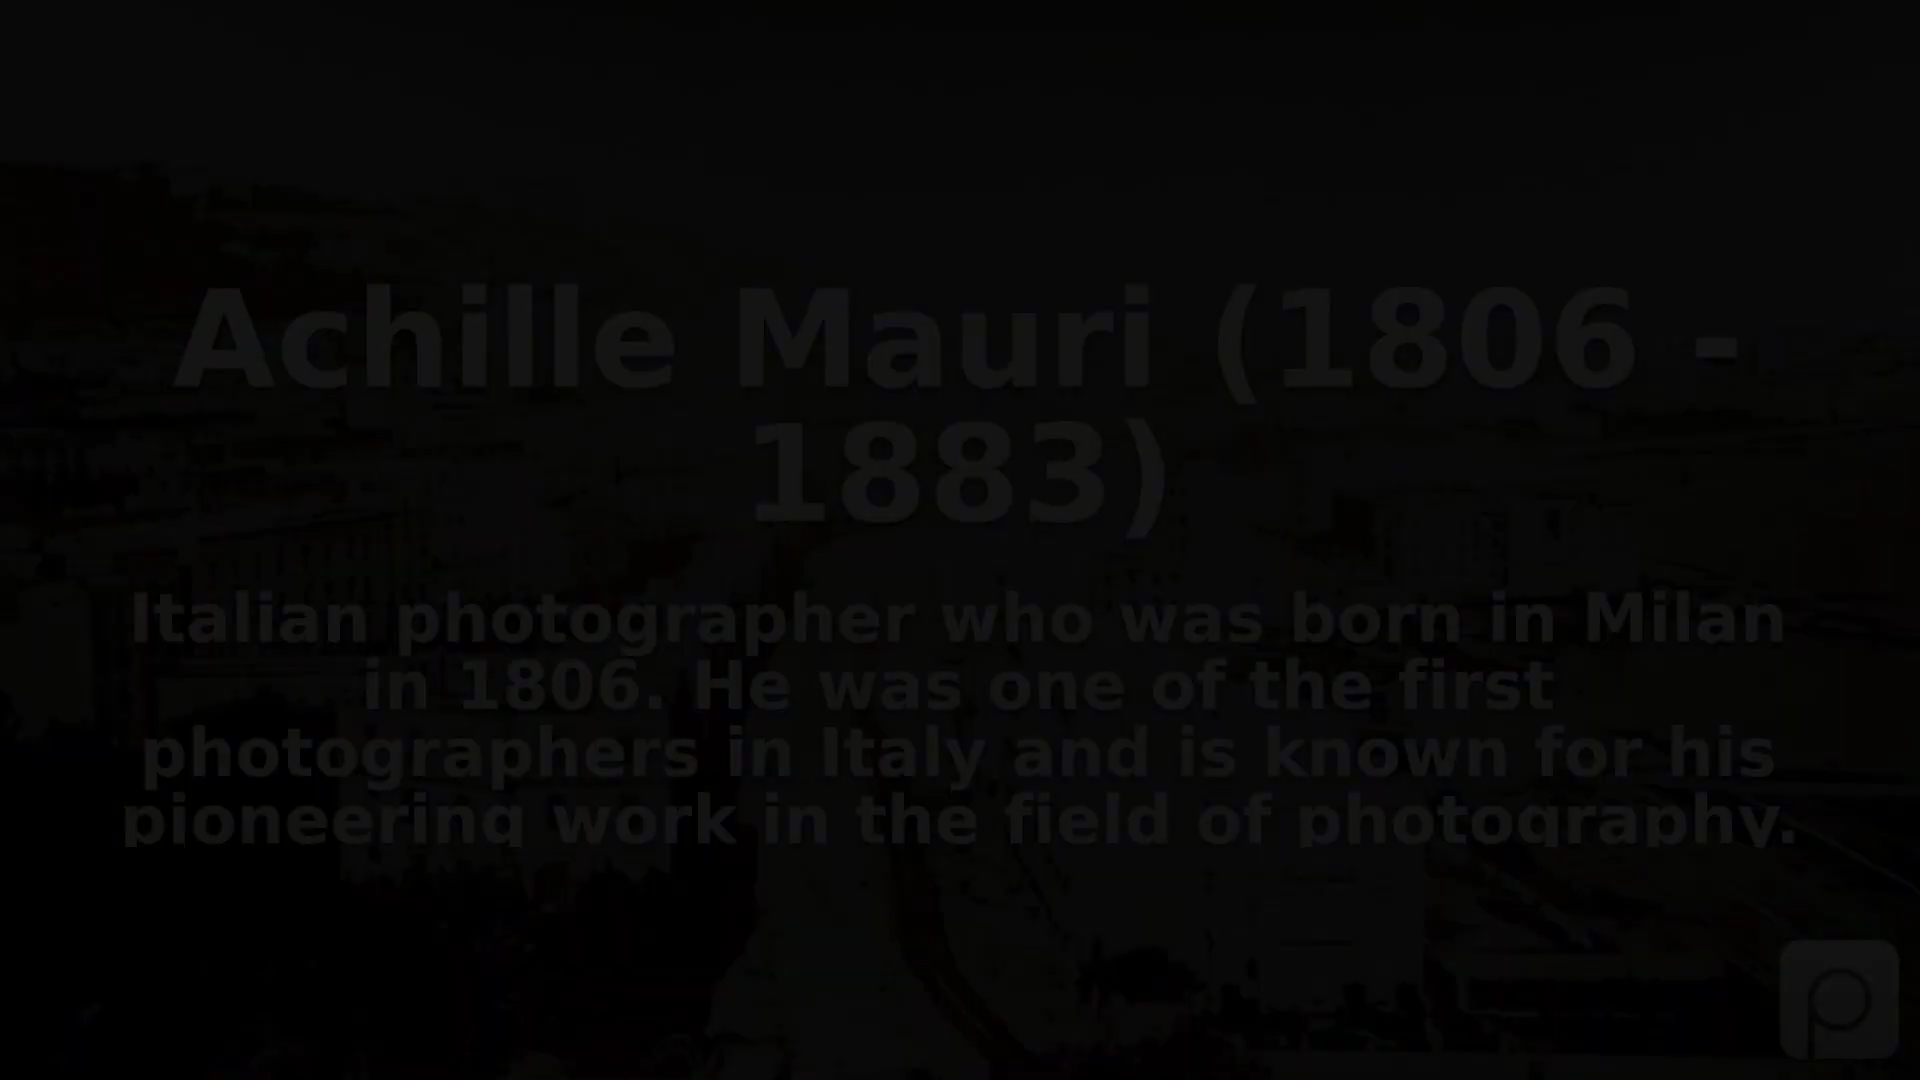 Achille Mauri (1806 -
1883)
Italian photographer who was born in Milan
in 1806. He was one of the first
photographers in Italy and is known for his
pioneering work in the field of photography.